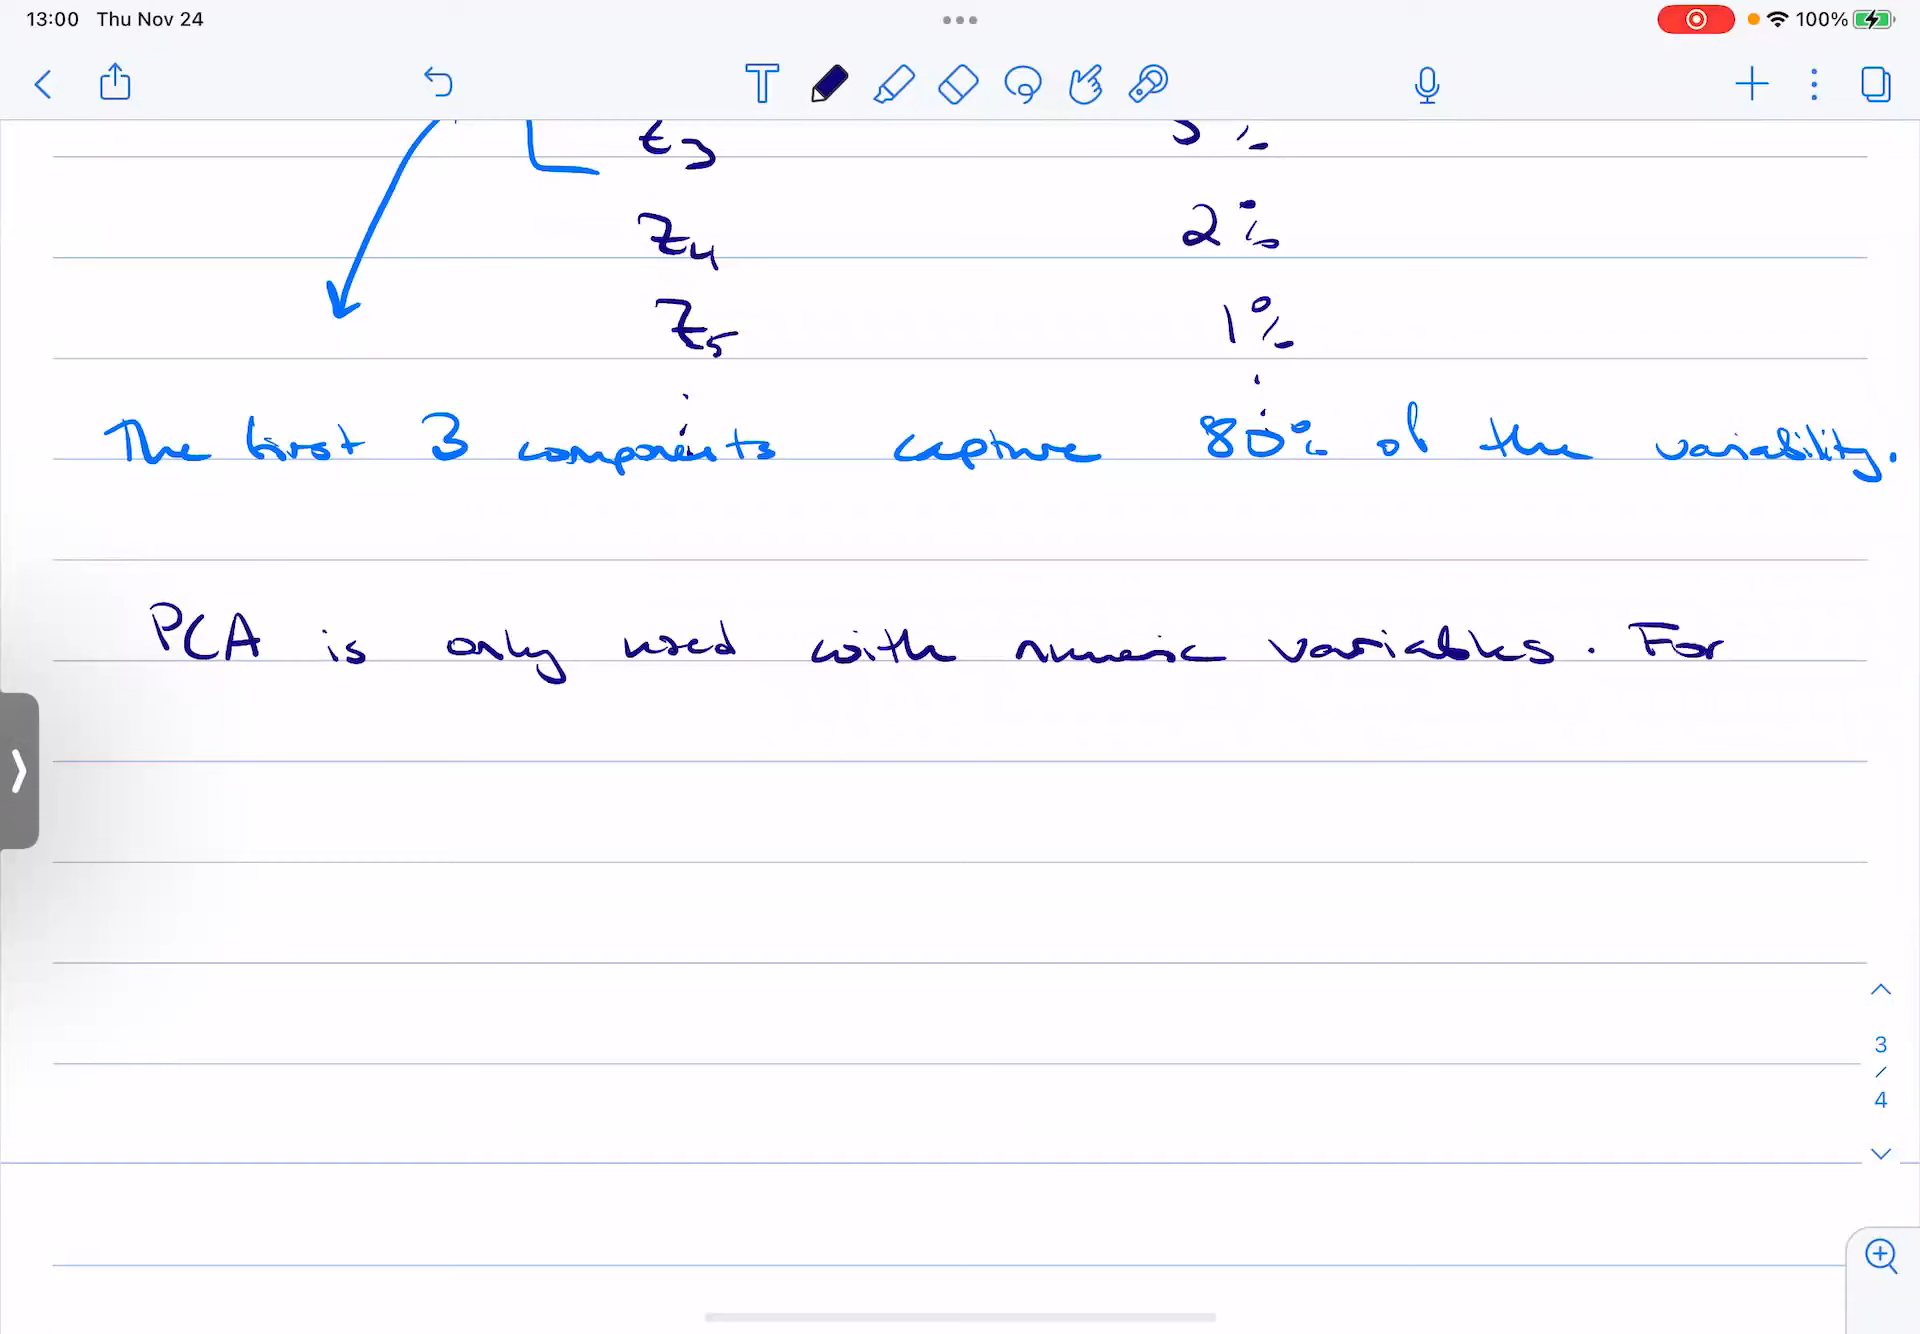 13:00 Thu Nov 24 100%
T
z3 5%
z4 2%
z5 1%
The first 3 components capture 80% of the variability.
PCA is only used with numeric variables. For
3
/
4